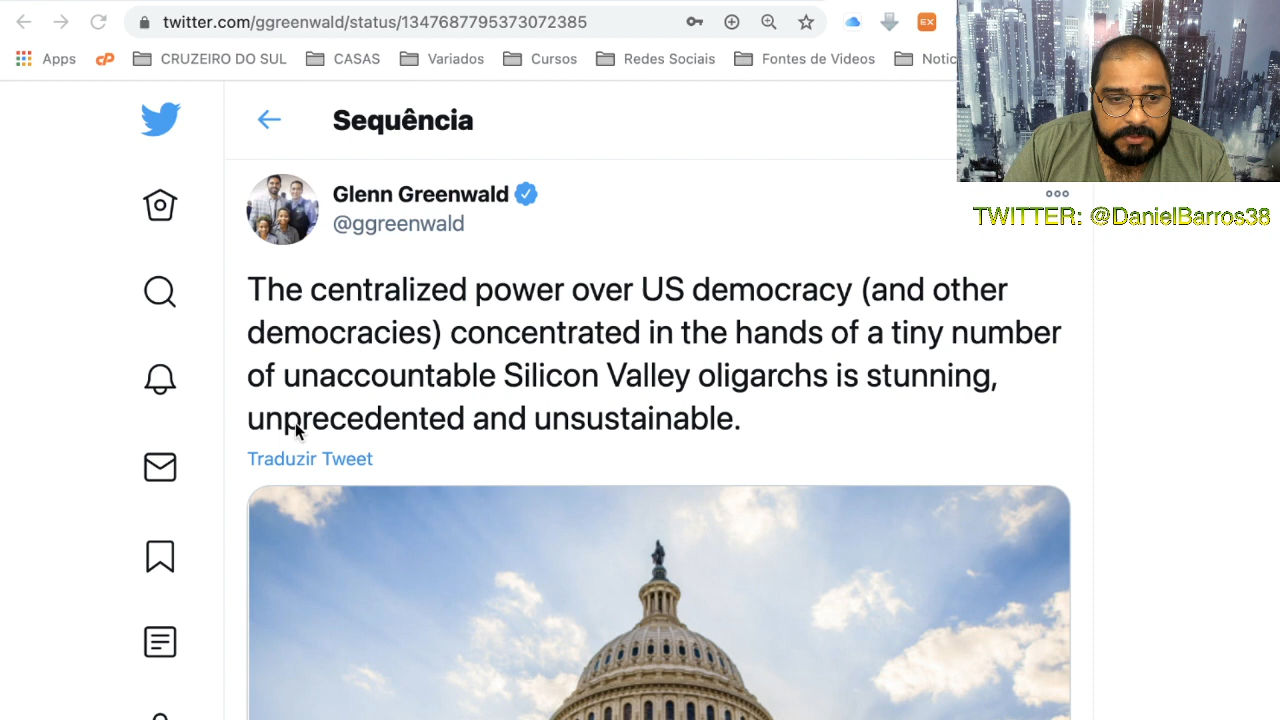 twitter.com/ggreenwald/status/1347687795373072385
EX
Apps
cP
CRUZEIRO DO SUL
CASAS
Variados
Cursos
Redes Sociais
Fontes de Videos
Notic
Sequência
Glenn Greenwald
@ggreenwald
TWITTER: @DanielBarros38
The centralized power over US democracy (and other
democracies) concentrated in the hands of a tiny number
of unaccountable Silicon Valley oligarchs is stunning,
unprecedented and unsustainable.
Traduzir Tweet